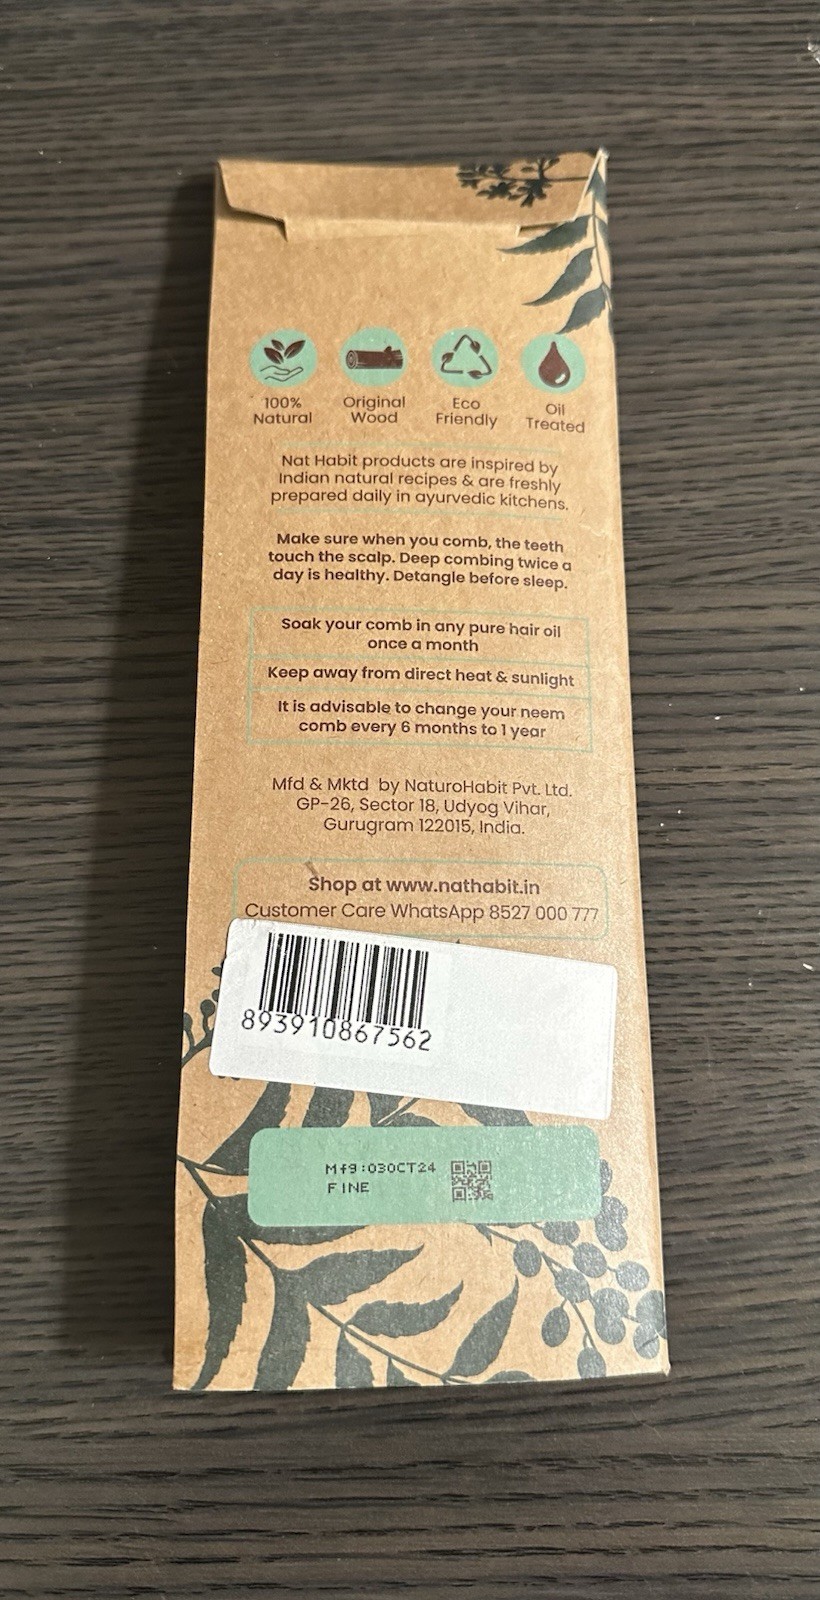 100%
Natural
Original
Wood
Eco
Friendly
Oil
Treated
Nat Habit products are inspired by
Indian natural recipes & are freshly
prepared daily in ayurvedic kitchens.
Make sure when you comb, the teeth
touch the scalp. Deep combing twice a
day is healthy. Detangle before sleep.
Soak your comb in any pure hair oil
once a month
Keep away from direct heat & sunlight
It is advisable to change your neem
comb every 6 months to 1 year
Mfd & Mktd by NaturoHabit Pvt. Ltd.
GP-26, Sector 18, Udyog Vihar,
Gurugram 122015, India.
Shop at www.nathabit.in
Customer Care WhatsApp 8527 000 777
893910867562
Mfg:03OCT24
FINE